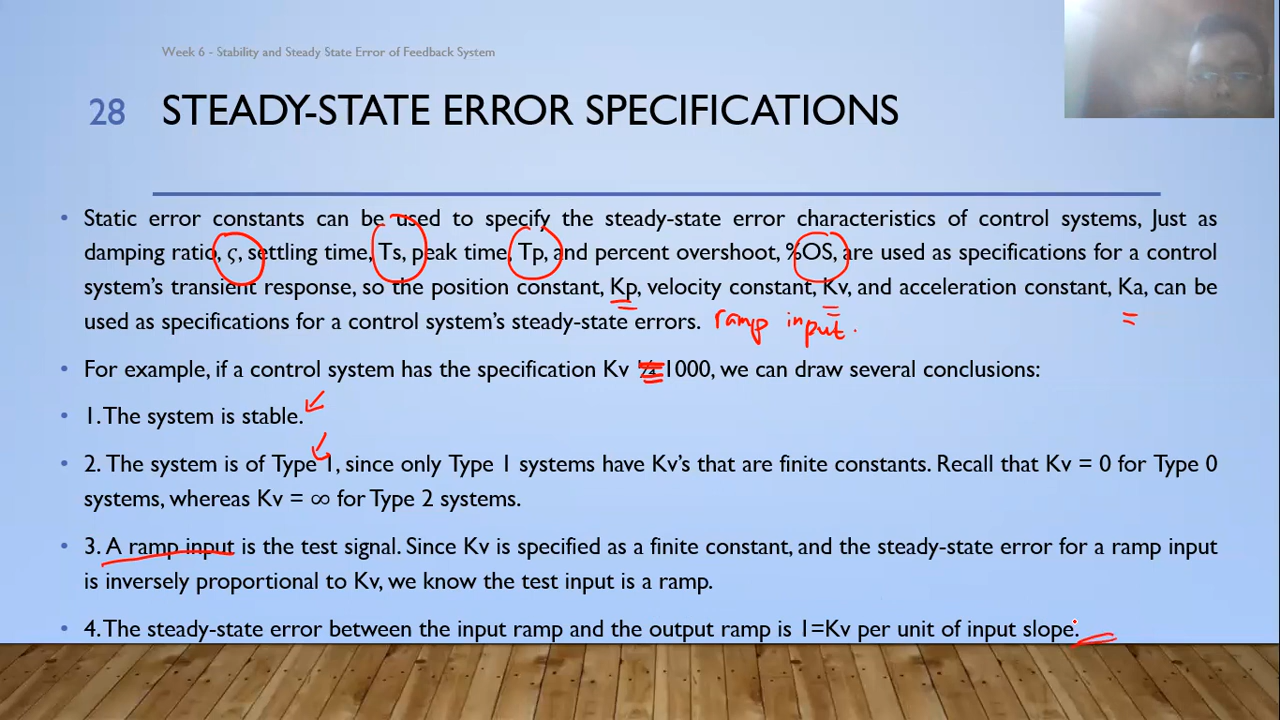 Week 6 - Stability and Steady State Error of Feedback System
28 STEADY-STATE ERROR SPECIFICATIONS
• Static error constants can be used to specify the steady-state error characteristics of control systems, Just as
damping ratio, ς, settling time, Ts, peak time, Tp, and percent overshoot, %OS, are used as specifications for a control
system's transient response, so the position constant, Kp, velocity constant, Kv, and acceleration constant, Ka, can be
used as specifications for a control system's steady-state errors. ramp input.
• For example, if a control system has the specification Kv ¼ = 1000, we can draw several conclusions:
• 1. The system is stable.
• 2. The system is of Type 1, since only Type 1 systems have Kv's that are finite constants. Recall that Kv = 0 for Type 0
systems, whereas Kv = ∞ for Type 2 systems.
• 3. A ramp input is the test signal. Since Kv is specified as a finite constant, and the steady-state error for a ramp input
is inversely proportional to Kv, we know the test input is a ramp.
• 4. The steady-state error between the input ramp and the output ramp is 1=Kv per unit of input slope.